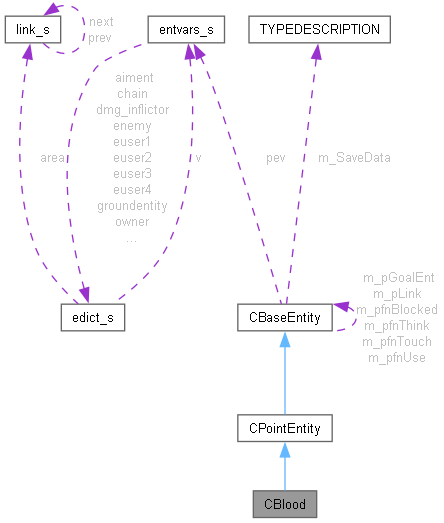 link_s
next
prev
entvars_s
TYPEDESCRIPTION
aiment
chain
dmg_inflictor
enemy
euser1
euser2
euser3
euser4
groundentity
owner
...
area
v
pev
m_SaveData
edict_s
CBaseEntity
m_pGoalEnt
m_pLink
m_pfnBlocked
m_pfnThink
m_pfnTouch
m_pfnUse
CPointEntity
CBlood